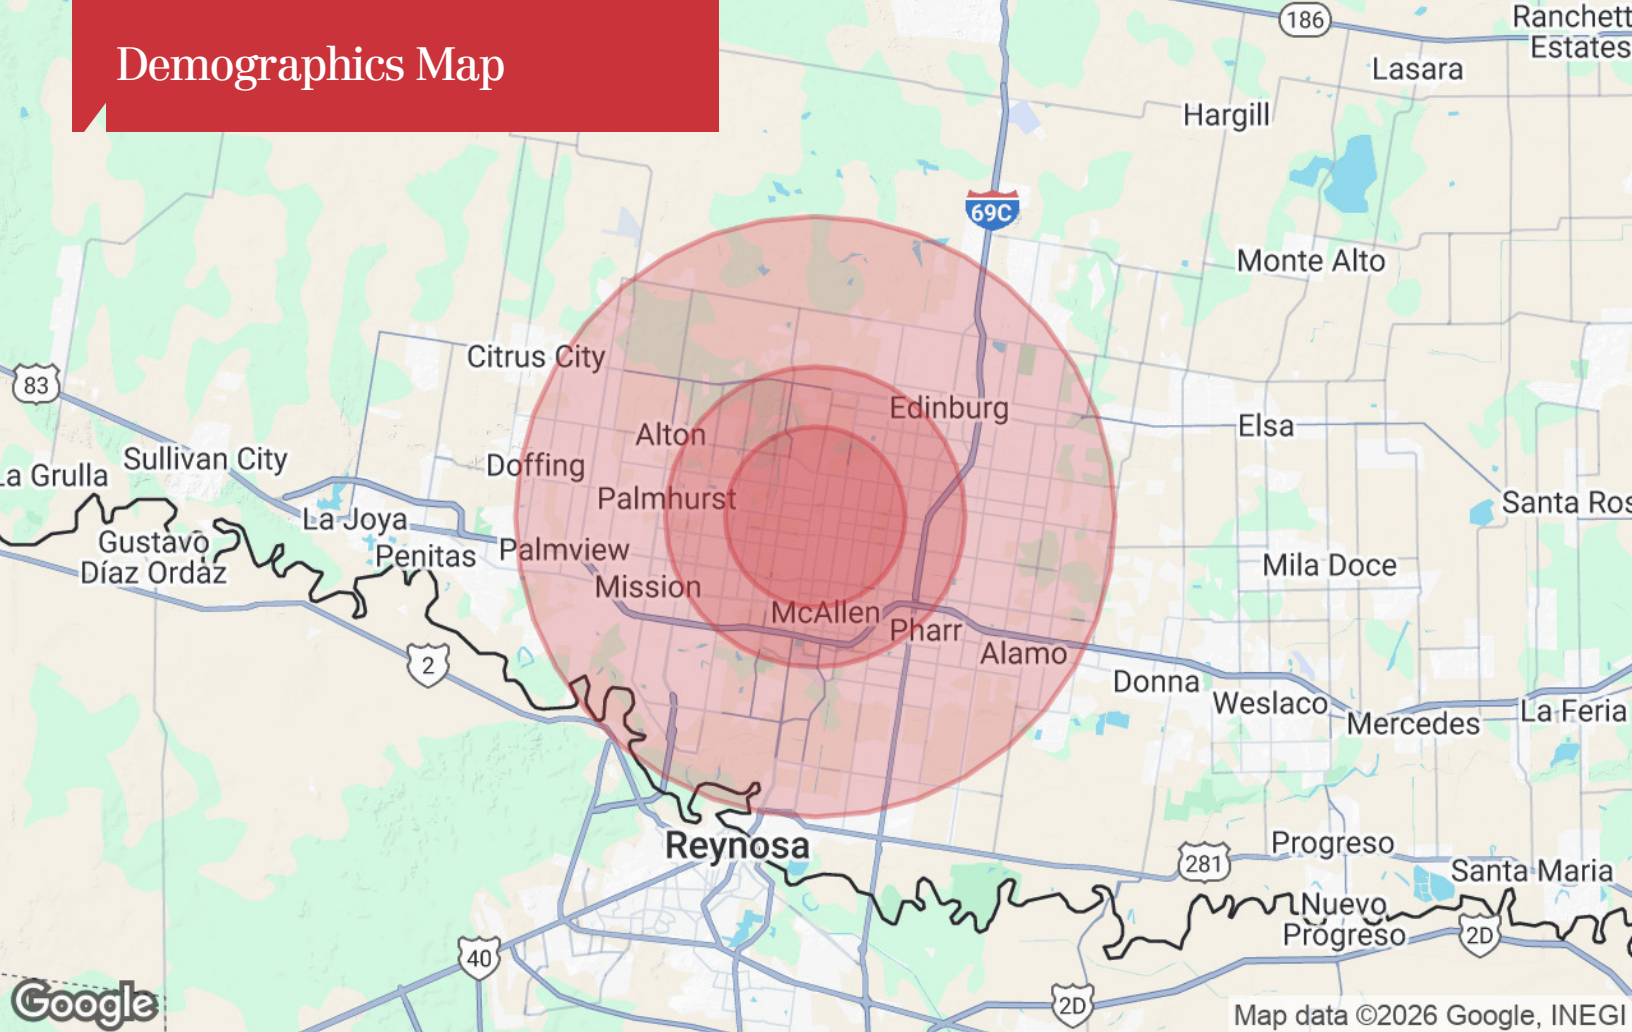 Demographics Map
186
Ranchett
Estates
Lasara
Hargill
69C
Monte Alto
Citrus City
83
Edinburg
Elsa
Alton
Sullivan City
Doffing
La Grulla
Palmhurst
Santa Ros
La Joya
Gustavo
Díaz Ordaz
Penitas
Palmview
Mila Doce
Mission
McAllen
Pharr
Alamo
2
Donna
Weslaco
Mercedes
La Feria
Reynosa
281
Progreso
Santa Maria
Nuevo
Progreso
2D
40
2D
Google
Map data ©2026 Google, INEGI